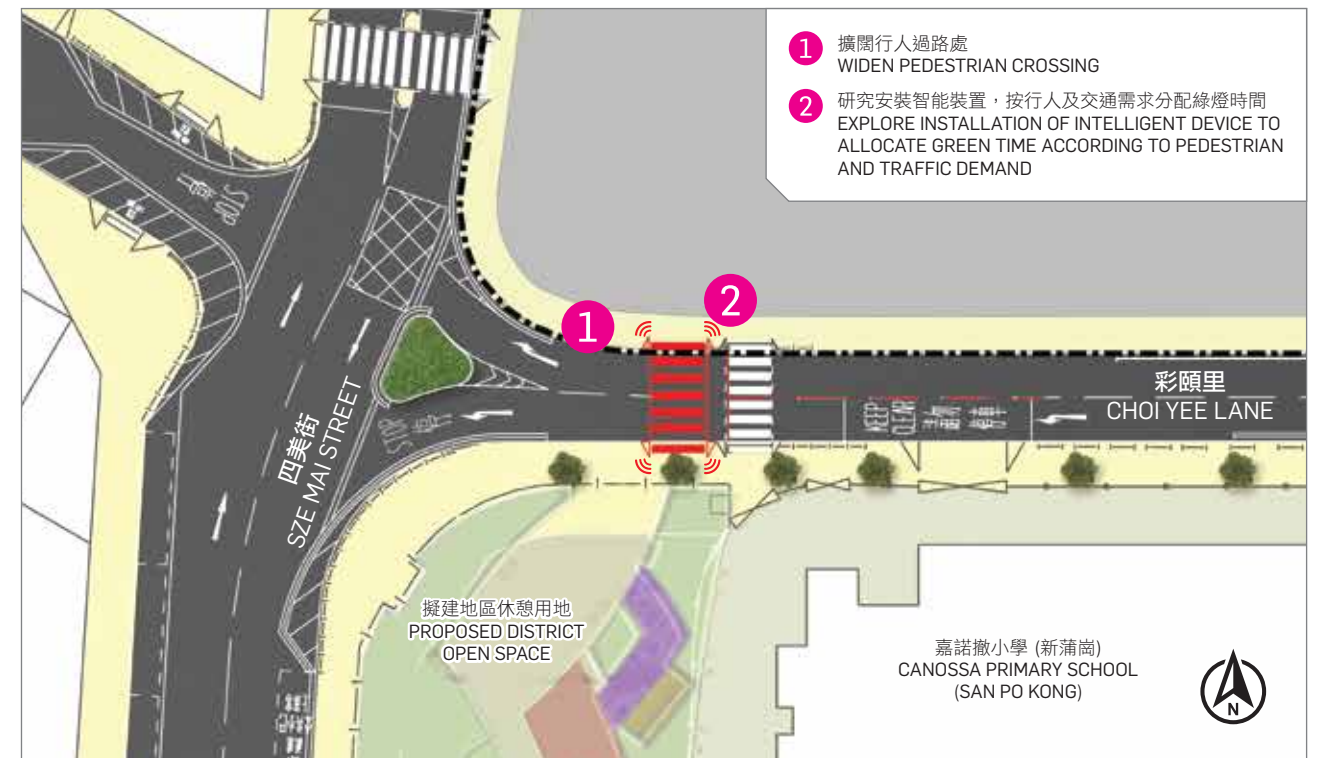 1
擴闊行人過路處
WIDEN PEDESTRIAN CROSSING
2
研究安裝智能裝置，按行人及交通需求分配綠燈時間
EXPLORE INSTALLATION OF INTELLIGENT DEVICE TO
ALLOCATE GREEN TIME ACCORDING TO PEDESTRIAN
AND TRAFFIC DEMAND
STOP
2
1
彩頤里
CHOI YEE LANE
KEEP
CLEAR
STOP
四美街
SZE MAI STREET
擬建地區休憩用地
PROPOSED DISTRICT
OPEN SPACE
嘉諾撒小學 (新蒲崗)
CANOSSA PRIMARY SCHOOL
(SAN PO KONG)
N